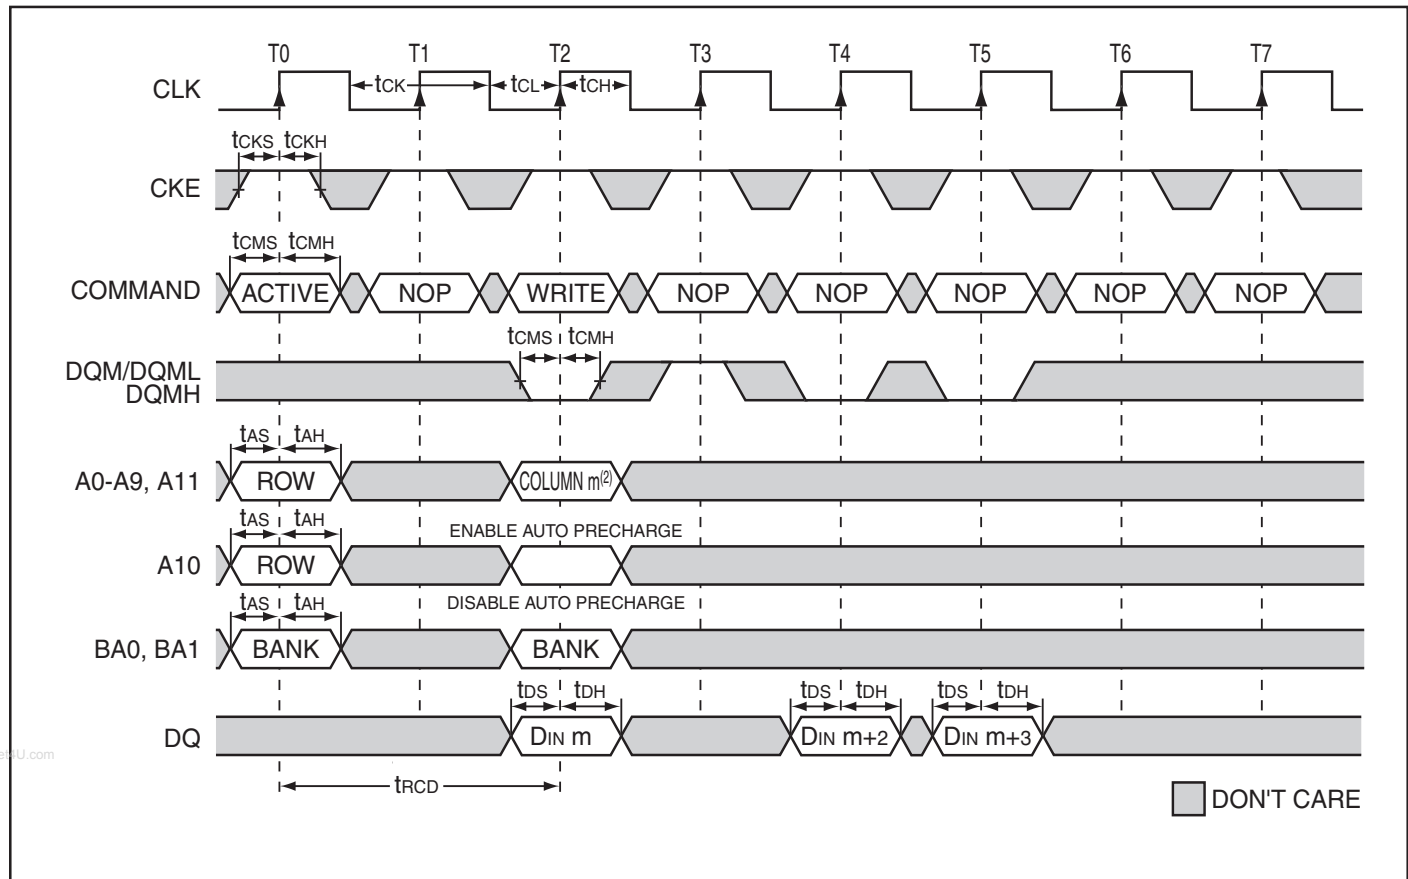 T0 T1 T2 T3 T4 T5 T6 T7
CLK tCK tCL tCH
tCKS tCKH
CKE
tCMS tCMH
COMMAND ACTIVE NOP WRITE NOP NOP NOP NOP NOP
tCMS tCMH
DQM/DQML
DQMH
tAS tAH
A0-A9, A11 ROW COLUMN m(2)
tAS tAH ENABLE AUTO PRECHARGE
A10 ROW
tAS tAH DISABLE AUTO PRECHARGE
BA0, BA1 BANK BANK
tDS tDH tDS tDH tDS tDH
DQ DIN m DIN m+2 DIN m+3
et4U.com
tRCD
DON'T CARE